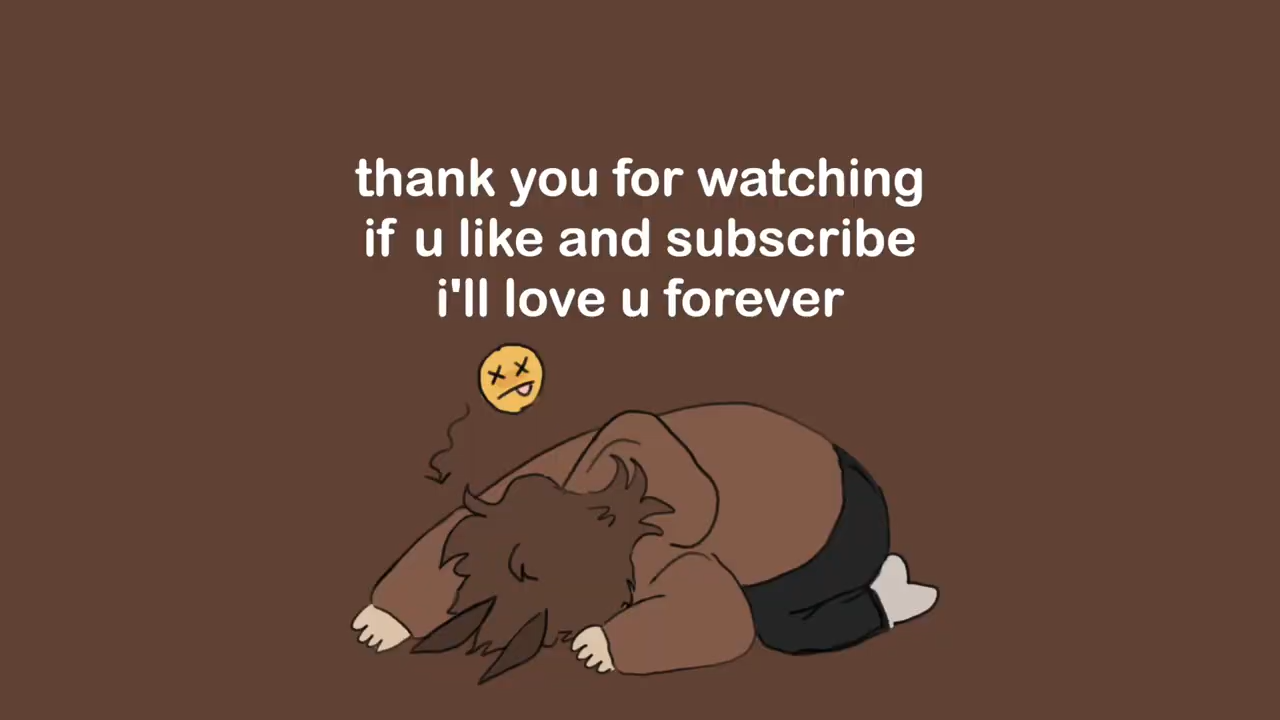 thank you for watching
if u like and subscribe
i'll love u forever